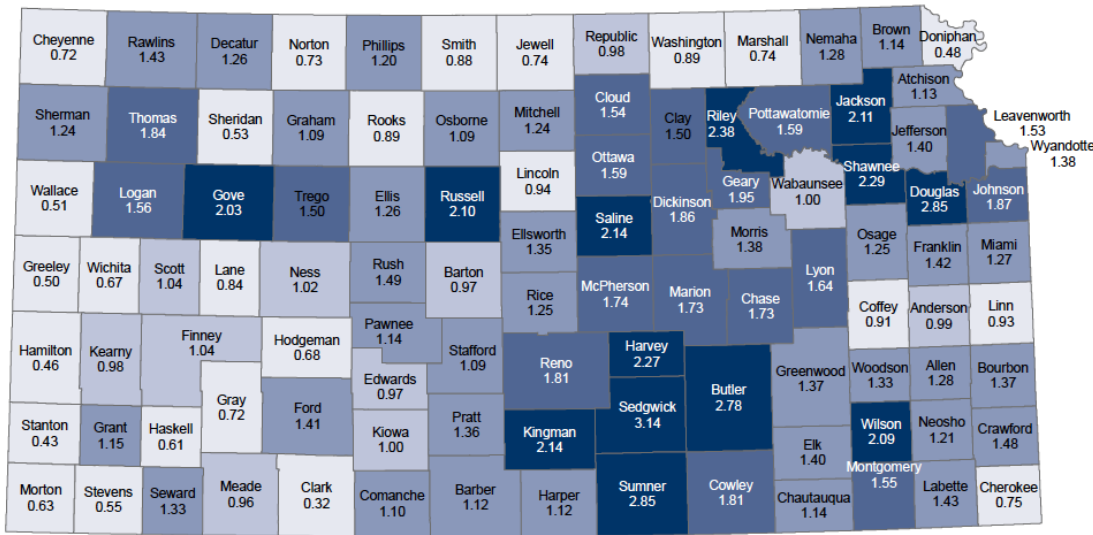 Cheyenne
0.72
Rawlins
1.43
Decatur
1.26
Norton
0.73
Phillips
1.20
Smith
0.88
Jewell
0.74
Republic
0.98
Washington
0.89
Marshall
0.74
Nemaha
1.28
Brown
1.14
Doniphan
0.48
Sherman
1.24
Thomas
1.84
Sheridan
0.53
Graham
1.09
Rooks
0.89
Osborne
1.09
Mitchell
1.24
Cloud
1.54
Clay
1.50
Riley
2.38
Pottawatomie
1.59
Jackson
2.11
Atchison
1.13
Jefferson
1.40
Leavenworth
1.53
Wyandotte
1.38
Wallace
0.51
Logan
1.56
Gove
2.03
Trego
1.50
Ellis
1.26
Russell
2.10
Lincoln
0.94
Ottawa
1.59
Saline
2.14
Dickinson
1.86
Geary
1.95
Wabaunsee
1.00
Shawnee
2.29
Douglas
2.85
Johnson
1.87
Ellsworth
1.35
Morris
1.38
Osage
1.25
Franklin
1.42
Miami
1.27
Greeley
0.50
Wichita
0.67
Scott
1.04
Lane
0.84
Ness
1.02
Rush
1.49
Barton
0.97
Rice
1.25
McPherson
1.74
Marion
1.73
Chase
1.73
Lyon
1.64
Coffey
0.91
Anderson
0.99
Linn
0.93
Hamilton
0.46
Kearny
0.98
Finney
1.04
Hodgeman
0.68
Pawnee
1.14
Stafford
1.09
Edwards
0.97
Reno
1.81
Harvey
2.27
Butler
2.78
Greenwood
1.37
Woodson
1.33
Allen
1.28
Bourbon
1.37
Gray
0.72
Ford
1.41
Kiowa
1.00
Pratt
1.36
Kingman
2.14
Sedgwick
3.14
Elk
1.40
Wilson
2.09
Neosho
1.21
Crawford
1.48
Stanton
0.43
Grant
1.15
Haskell
0.61
Morton
0.63
Stevens
0.55
Seward
1.33
Meade
0.96
Clark
0.32
Comanche
1.10
Barber
1.12
Harper
1.12
Sumner
2.85
Cowley
1.81
Chautauqua
1.14
Montgomery
1.55
Labette
1.43
Cherokee
0.75